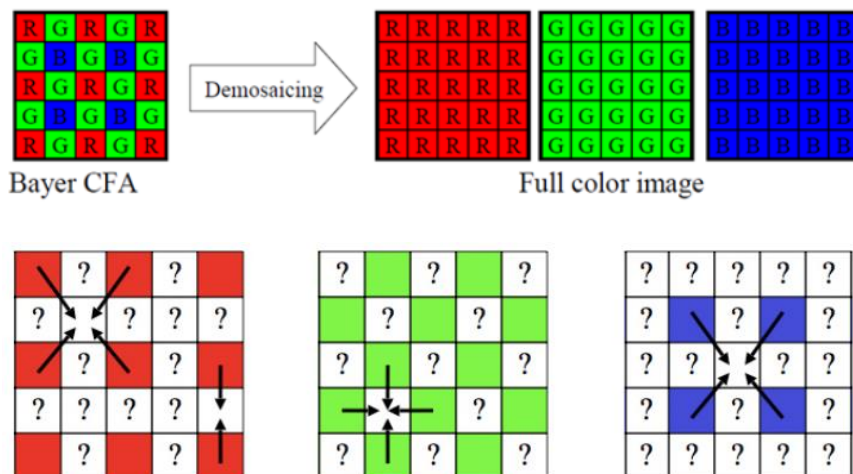 R G R G R
G B G B G
R G R G R
G B G B G
R G R G R
Bayer CFA
Demosaicing
R R R R R
R R R R R
R R R R R
R R R R R
R R R R R
G G G G G
G G G G G
G G G G G
G G G G G
G G G G G
B B B B B
B B B B B
B B B B B
B B B B B
B B B B B
Full color image
? ?
? ? ? ?
? ?
? ? ? ?
? ?
? ? ?
? ?
? ? ?
?
? ? ?
? ? ? ? ?
? ? ?
? ? ? ?
? ? ?
? ? ? ? ?